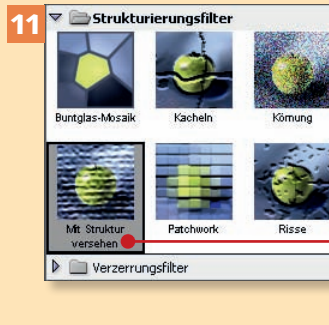 11
Strukturierungsfilter
Buntglas-Mosaik Kacheln Körnung
Mit Struktur Patchwork Risse
versehen
Verzerrungsfilter